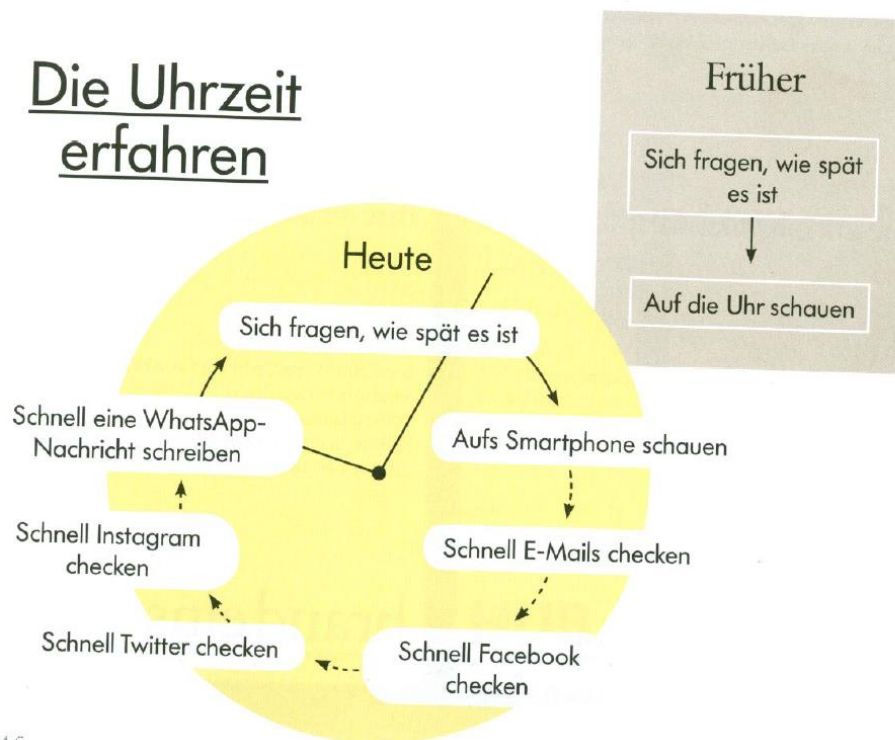 Die Uhrzeit
erfahren
Früher
Sich fragen, wie spät
es ist
Auf die Uhr schauen
Heute
Sich fragen, wie spät es ist
Aufs Smartphone schauen
Schnell E-Mails checken
Schnell Facebook
checken
Schnell Twitter checken
Schnell Instagram
checken
Schnell eine WhatsApp-
Nachricht schreiben